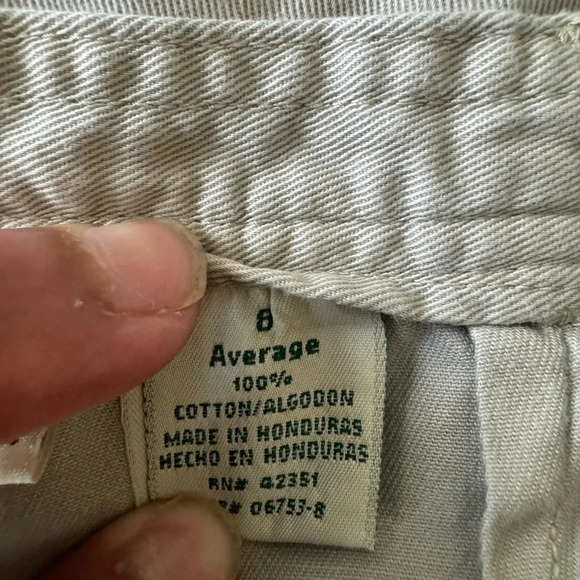 8
Average
100%
COTTON/ALGODON
MADE IN HONDURAS
HECHO EN HONDURAS
RN# 42351
# 06753-8